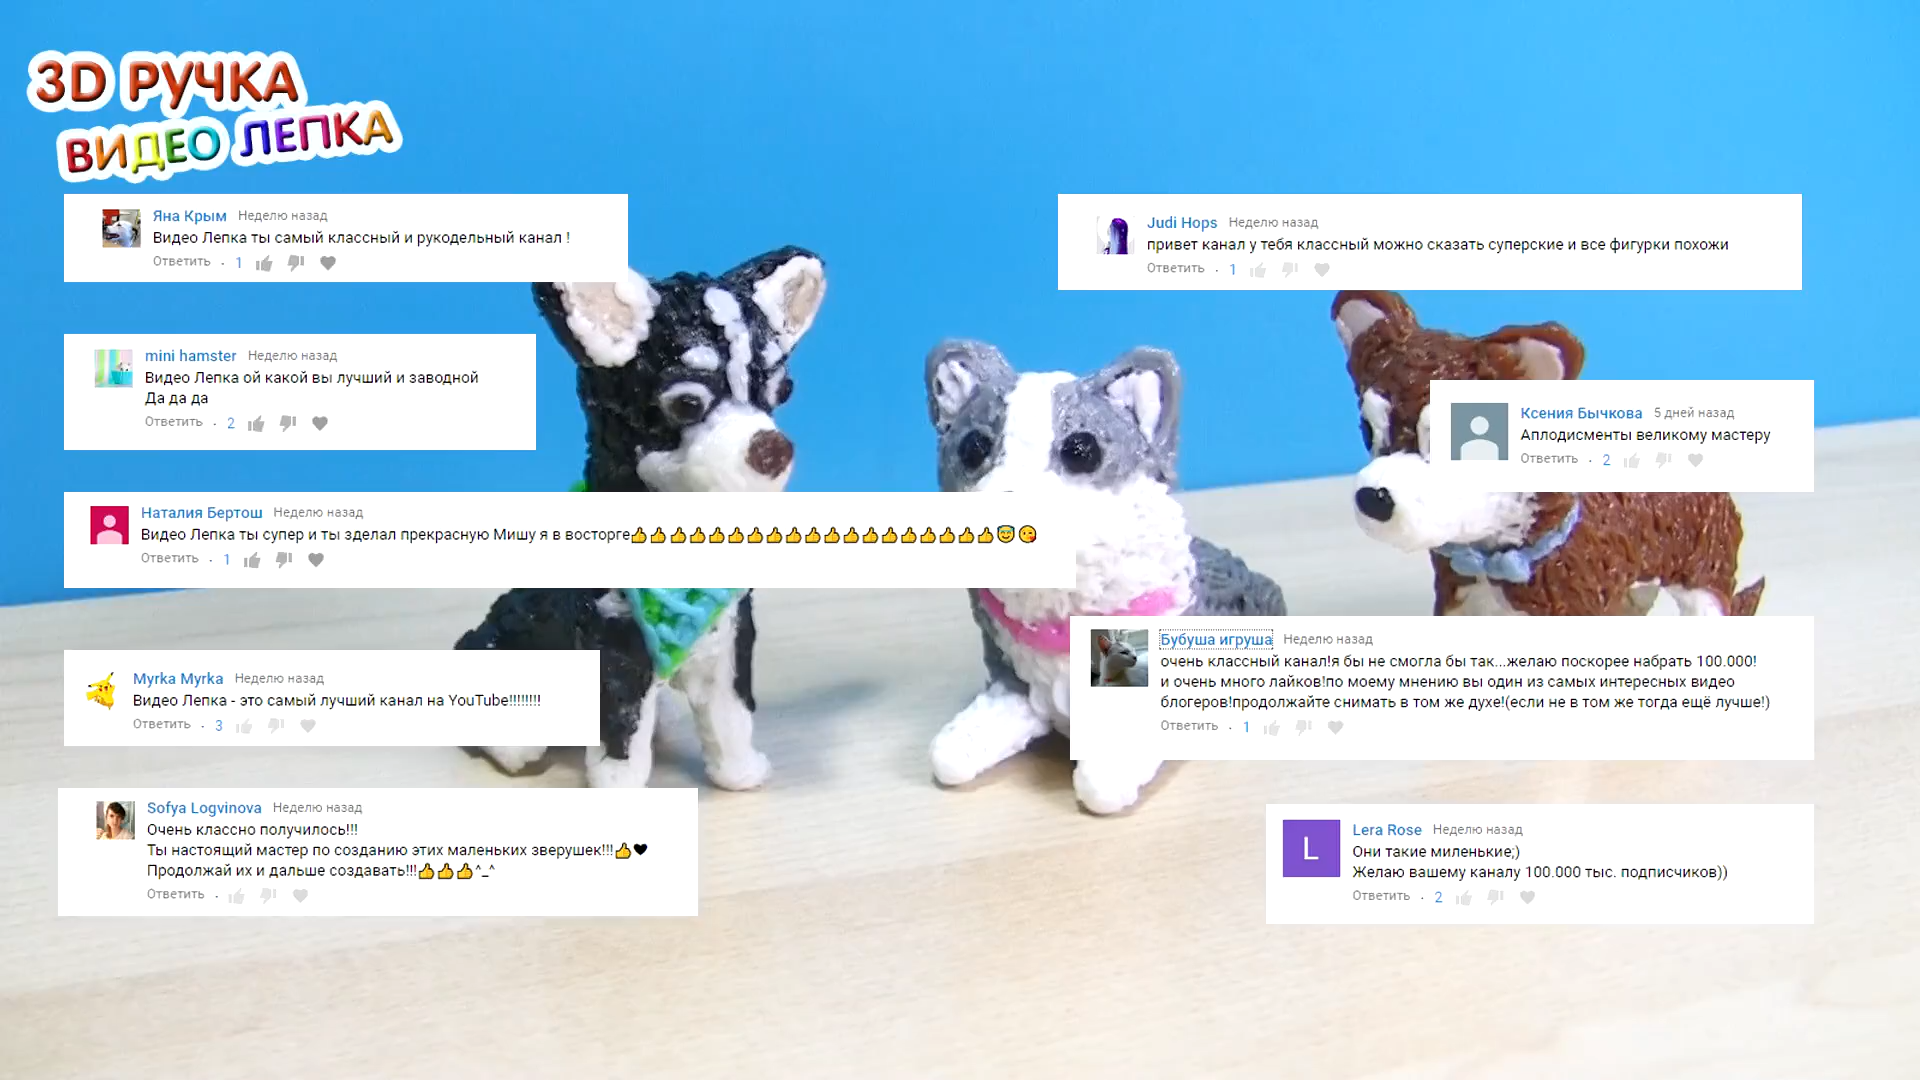 3D РУЧКА
ВИДЕО ЛЕПКА
Яна Крым Неделю назад
Видео Лепка ты самый классный и рукодельный канал !
Ответить · 1
mini hamster Неделю назад
Видео Лепка ой какой вы лучший и заводной
Да да да
Ответить · 2
Наталия Бертош Неделю назад
Видео Лепка ты супер и ты зделал прекрасную Мишу я в восторге👍👍👍👍👍👍👍👍👍👍👍👍👍👍👍👍👍👍👍😇😘
Ответить · 1
Myrka Myrka Неделю назад
Видео Лепка - это самый лучший канал на YouTube!!!!!!!!
Ответить · 3
Sofya Logvinova Неделю назад
Очень классно получилось!!!
Ты настоящий мастер по созданию этих маленьких зверушек!!!👍♥
Продолжай их и дальше создавать!!!👍👍👍^_^
Ответить ·
Judi Hops Неделю назад
привет канал у тебя классный можно сказать суперские и все фигурки похожи
Ответить · 1
Ксения Бычкова 5 дней назад
Аплодисменты великому мастеру
Ответить · 2
Бубуша игруша Неделю назад
очень классный канал!я бы не смогла бы так...желаю поскорее набрать 100.000!
и очень много лайков!по моему мнению вы один из самых интересных видео
блогеров!продолжайте снимать в том же духе!(если не в том же тогда ещё лучше!)
Ответить · 1
L
Lera Rose Неделю назад
Они такие миленькие;)
Желаю вашему каналу 100.000 тыс. подписчиков))
Ответить · 2